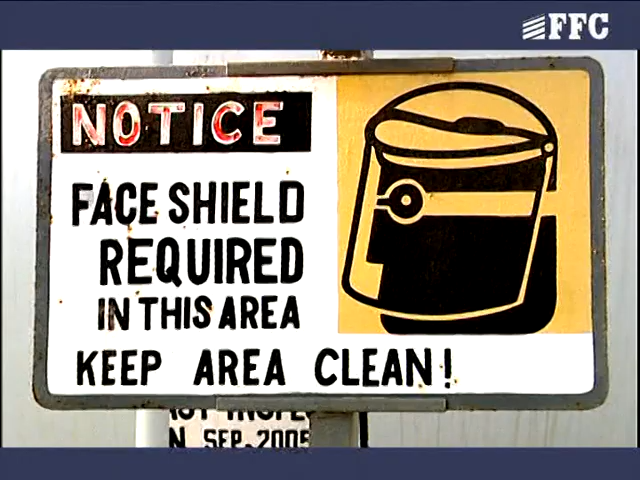 FFC
NOTICE
FACE SHIELD
REQUIRED
IN THIS AREA
KEEP AREA CLEAN!
N SEP-2005